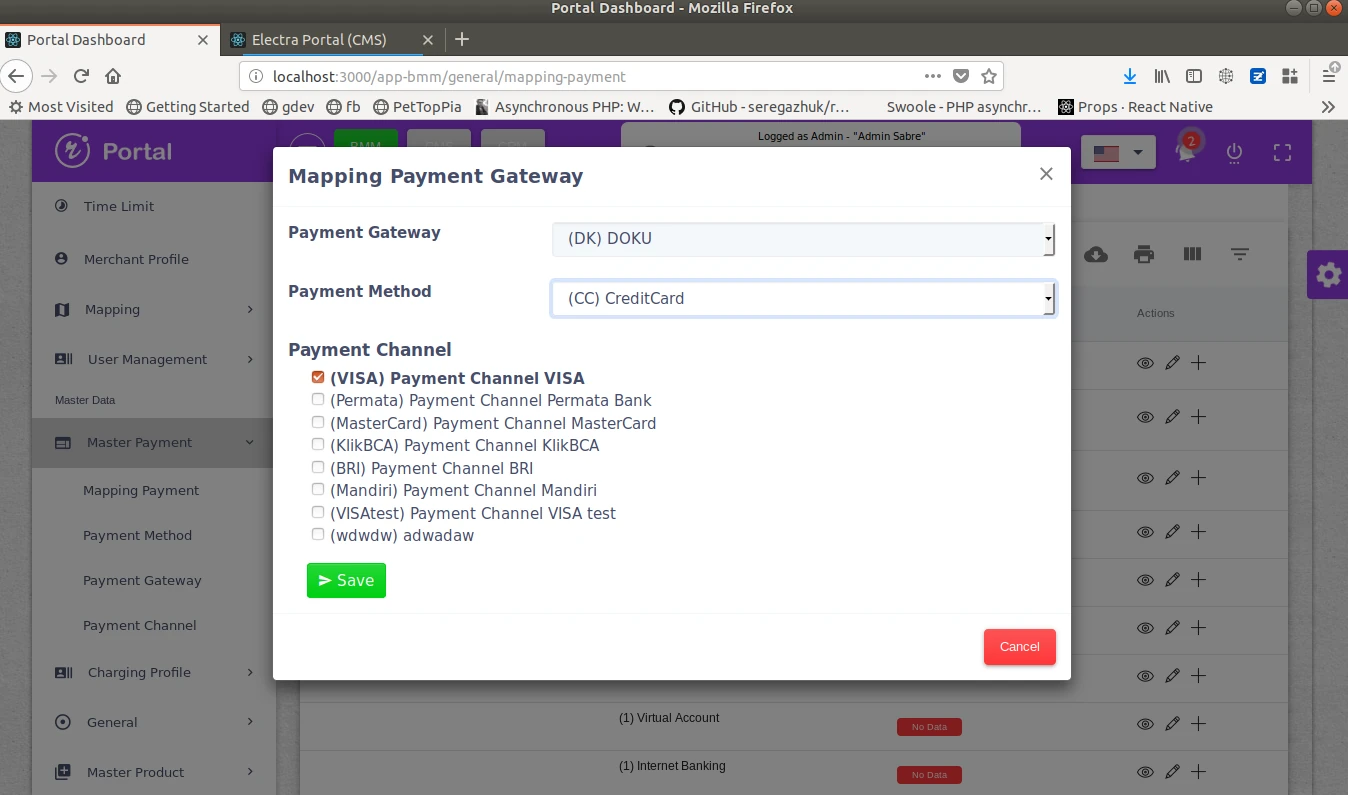 Portal Dashboard - Mozilla Firefox
Portal Dashboard
Electra Portal (CMS)
localhost:3000/app-bmm/general/mapping-payment
Most Visited Getting Started gdev fb PetTopPia Asynchronous PHP: W... GitHub - seregazhuk/r... Swoole - PHP asynchr... Props · React Native
Portal
Logged as Admin - "Admin Sabre"
2
Time Limit
Merchant Profile
Mapping
User Management
Master Data
Master Payment
Mapping Payment
Payment Method
Payment Gateway
Payment Channel
Charging Profile
General
Master Product
Mapping Payment Gateway
Payment Gateway
(DK) DOKU
Payment Method
(CC) CreditCard
Payment Channel
(VISA) Payment Channel VISA
(Permata) Payment Channel Permata Bank
(MasterCard) Payment Channel MasterCard
(KlikBCA) Payment Channel KlikBCA
(BRI) Payment Channel BRI
(Mandiri) Payment Channel Mandiri
(VISAtest) Payment Channel VISA test
(wdwdw) adwadaw
Save
Cancel
Actions
(1) Virtual Account
No Data
(1) Internet Banking
No Data